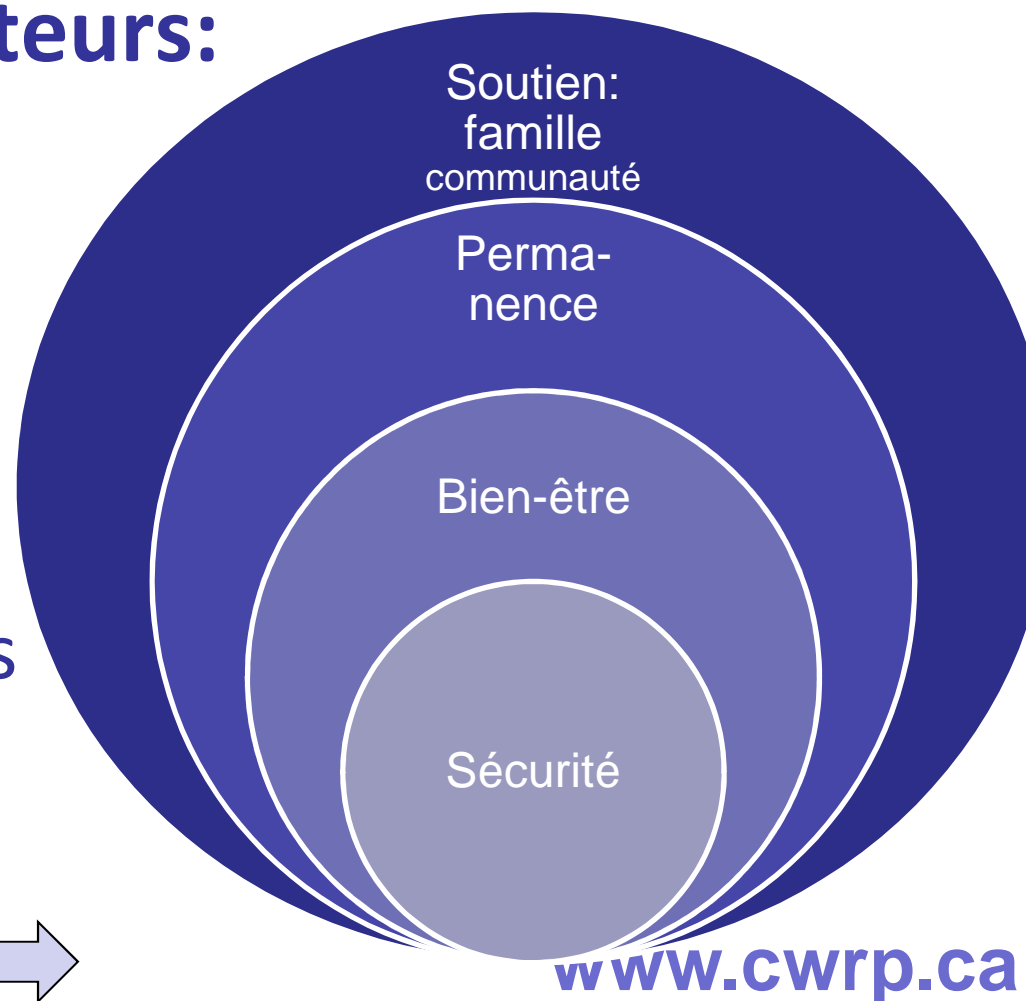 teurs:
Soutien:
famille
communauté
Perma-
nence
Bien-être
s
Sécurité
www.cwrp.ca